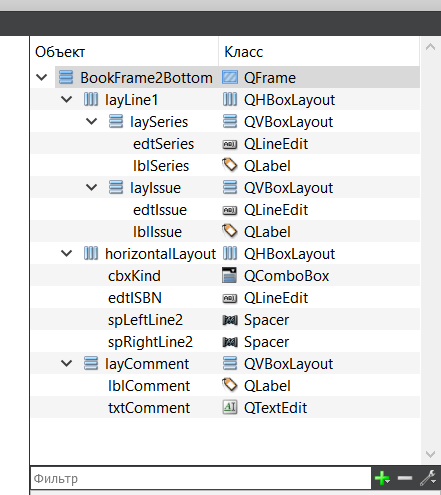 Объект Класс
BookFrame2Bottom QFrame
layLine1 QHBoxLayout
laySeries QVBoxLayout
edtSeries QLineEdit
lblSeries QLabel
layIssue QVBoxLayout
edtIssue QLineEdit
lblIssue QLabel
horizontalLayout QHBoxLayout
cbxKind QComboBox
edtISBN QLineEdit
spLeftLine2 Spacer
spRightLine2 Spacer
layComment QVBoxLayout
lblComment QLabel
txtComment QTextEdit
Фильтр